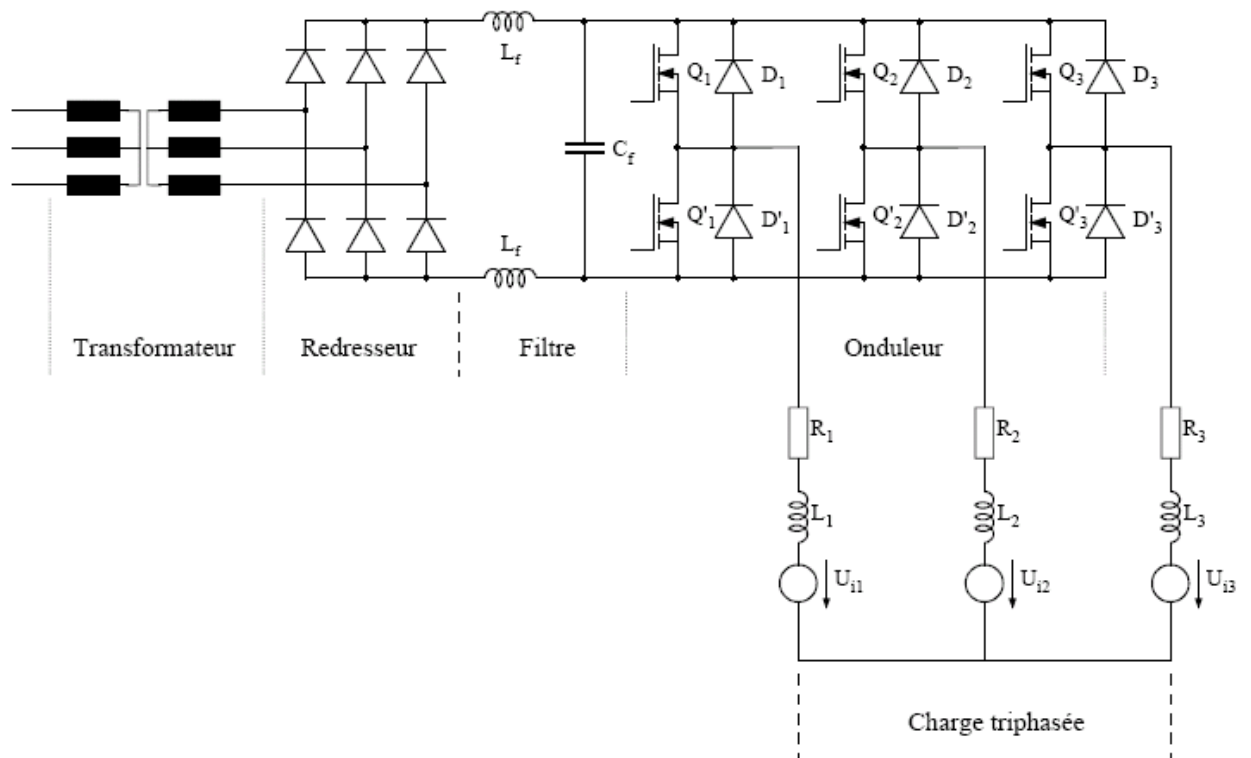 L_f
Q_1 D_1 Q_2 D_2 Q_3 D_3
C_f
Q'_1 D'_1 Q'_2 D'_2 Q'_3 D'_3
L_f
Transformateur Redresseur Filtre Onduleur
R_1 R_2 R_3
L_1 L_2 L_3
U_i1 U_i2 U_i3
Charge triphasée